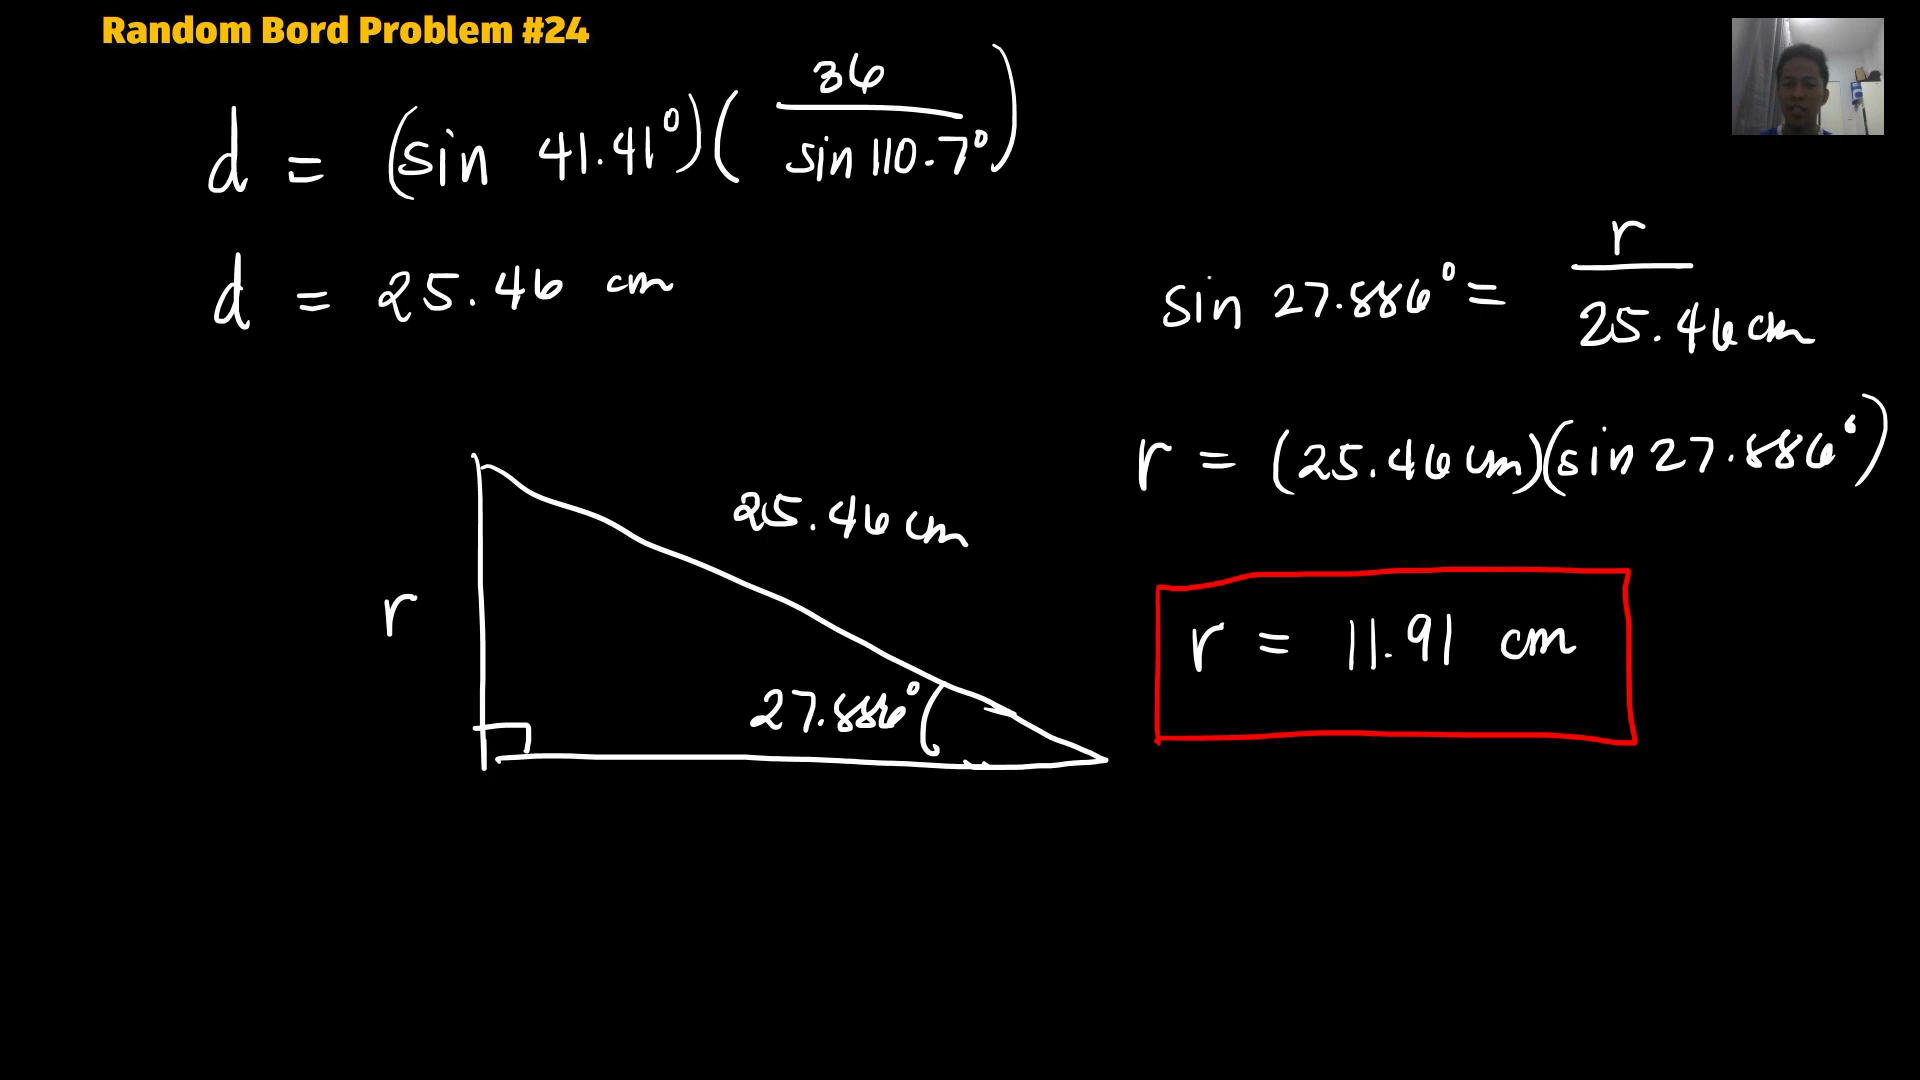 Random Bord Problem #24
d = (sin 41.41°)(36 / sin 110.7°)
d = 25.46 cm
sin 27.886° = r / 25.46 cm
r = (25.46 cm)(sin 27.886°)
25.46 cm
r
27.886°
r = 11.91 cm